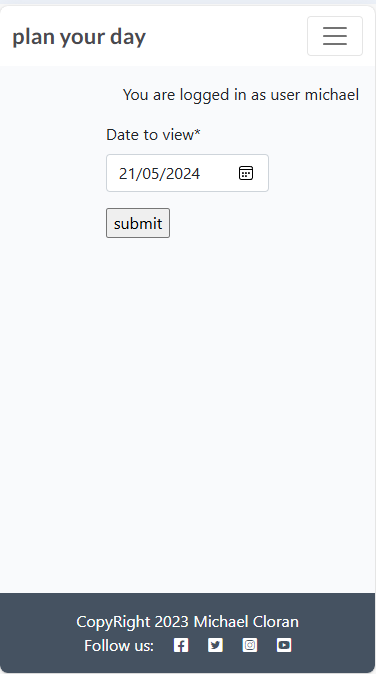 plan your day
You are logged in as user michael
Date to view*
21/05/2024
submit
CopyRight 2023 Michael Cloran
Follow us: